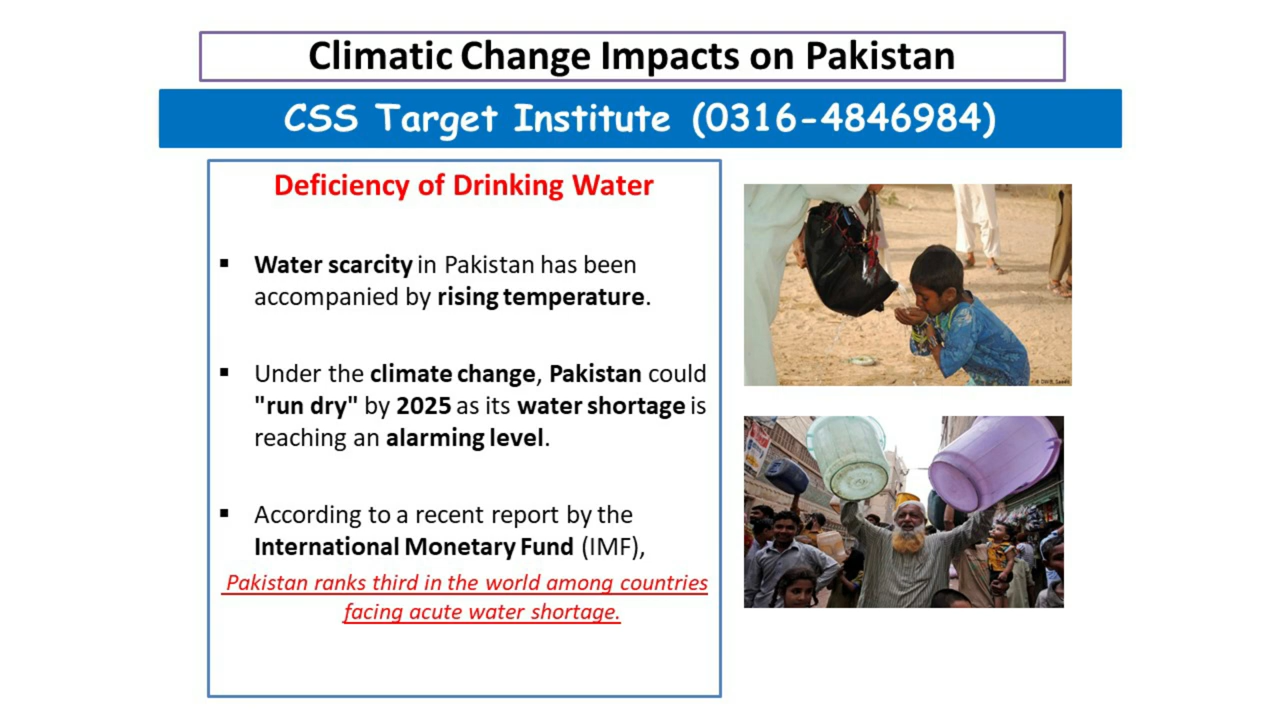 Climatic Change Impacts on Pakistan
CSS Target Institute (0316-4846984)
Deficiency of Drinking Water
▪ Water scarcity in Pakistan has been
accompanied by rising temperature.
▪ Under the climate change, Pakistan could
"run dry" by 2025 as its water shortage is
reaching an alarming level.
▪ According to a recent report by the
International Monetary Fund (IMF),
Pakistan ranks third in the world among countries
facing acute water shortage.